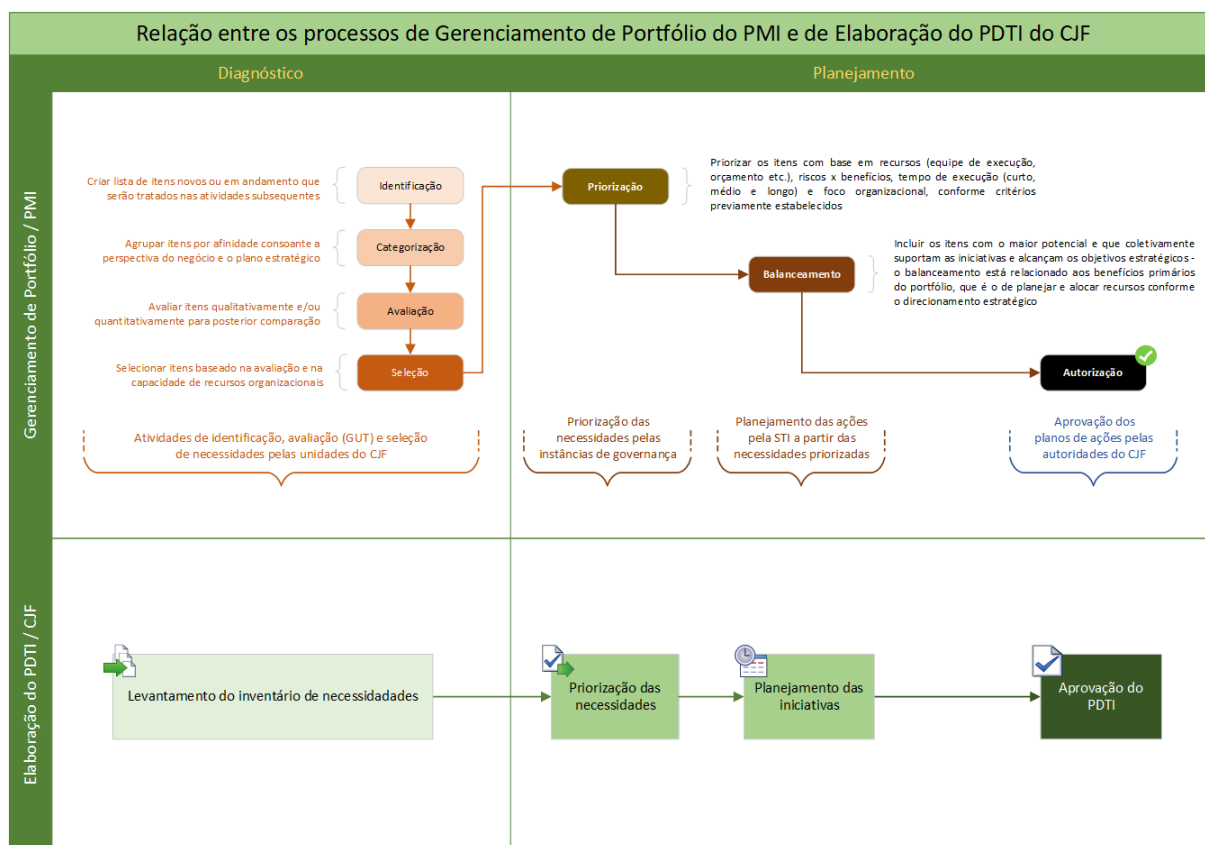 Relação entre os processos de Gerenciamento de Portfólio do PMI e de Elaboração do PDTI do CJF
Diagnóstico
Planejamento
Gerenciamento de Portfólio / PMI
Criar lista de itens novos ou em andamento que
serão tratados nas atividades subsequentes
Identificação
Agrupar itens por afinidade consoante a
perspectiva do negócio e o plano estratégico
Categorização
Avaliar itens qualitativamente e/ou
quantitativamente para posterior comparação
Avaliação
Selecionar itens baseado na avaliação e na
capacidade de recursos organizacionais
Seleção
Priorização
Priorizar os itens com base em recursos (equipe de execução,
orçamento etc.), riscos x benefícios, tempo de execução (curto,
médio e longo) e foco organizacional, conforme critérios
previamente estabelecidos
Balanceamento
Incluir os itens com o maior potencial e que coletivamente
suportam as iniciativas e alcançam os objetivos estratégicos -
o balanceamento está relacionado aos benefícios primários
do portfólio, que é o de planejar e alocar recursos conforme
o direcionamento estratégico
Autorização
Atividades de identificação, avaliação (GUT) e seleção
de necessidades pelas unidades do CJF
Priorização das
necessidades pelas
instâncias de governança
Planejamento das ações
pela STI a partir das
necessidades priorizadas
Aprovação dos
planos de ações pelas
autoridades do CJF
Elaboração do PDTI / CJF
Levantamento do inventário de necessidadades
Priorização das
necessidades
Planejamento das
iniciativas
Aprovação do
PDTI